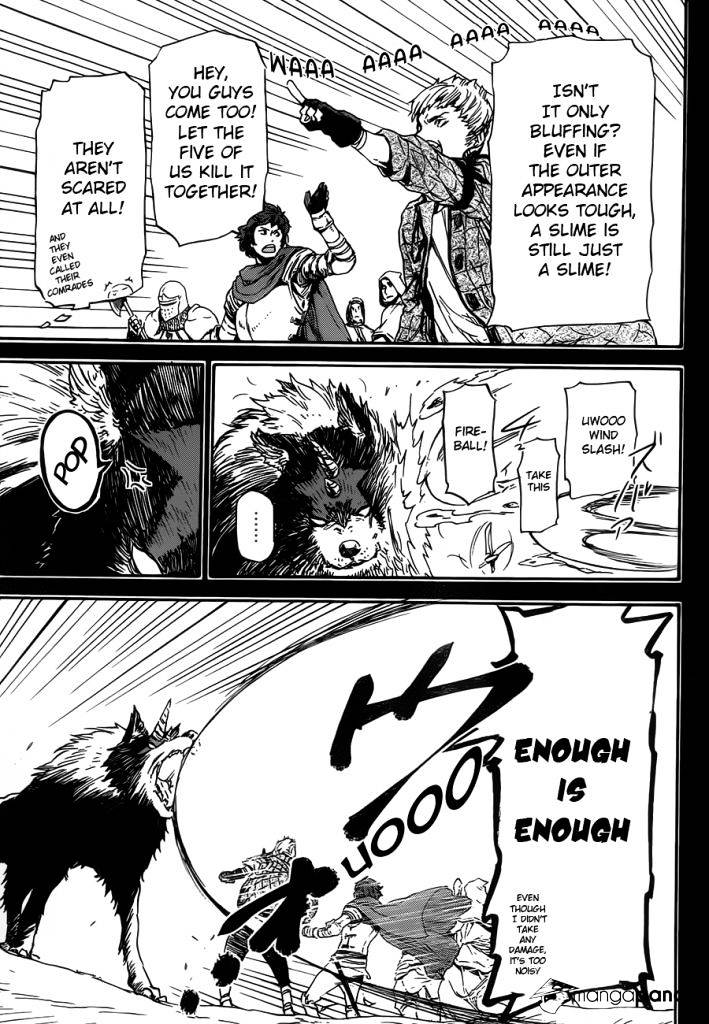 ISN'T
IT ONLY
BLUFFING?
EVEN IF
THE OUTER
APPEARANCE
LOOKS TOUGH,
A SLIME IS
STILL JUST
A SLIME!
WAAA AAAA AAAA AAAA
HEY,
YOU GUYS
COME TOO!
LET THE
FIVE OF
US KILL IT
TOGETHER!
THEY
AREN'T
SCARED
AT ALL!
AND
THEY
EVEN
CALLED
THEIR
COMRADES
UWOOO
WIND
SLASH!
TAKE
THIS
FIRE-
BALL!
......
POP
ENOUGH
IS
ENOUGH
UOOO
EVEN
THOUGH
I DIDN'T
TAKE
ANY
DAMAGE,
IT'S TOO
NOISY